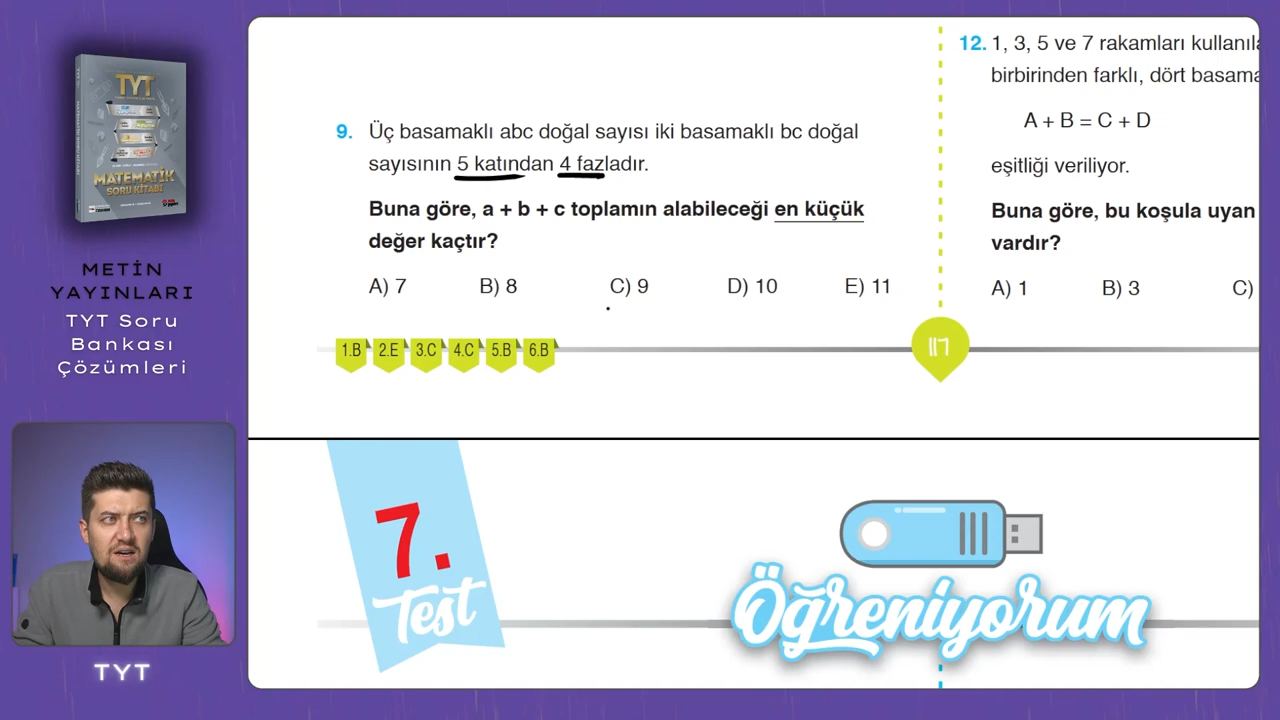 TYT
MATEMATİK
SORU KİTABI
METİN
YAYINLARI
TYT Soru
Bankası
Çözümleri
TYT
9. Üç basamaklı abc doğal sayısı iki basamaklı bc doğal
sayısının 5 katından 4 fazladır.
Buna göre, a + b + c toplamın alabileceği en küçük
değer kaçtır?
A) 7 B) 8 C) 9 D) 10 E) 11
1.B 2.E 3.C 4.C 5.B 6.B
117
12. 1, 3, 5 ve 7 rakamları kullanıla
birbirinden farklı, dört basama
A + B = C + D
eşitliği veriliyor.
Buna göre, bu koşula uyan
vardır?
A) 1 B) 3 C)
7.
Test
Öğreniyorum